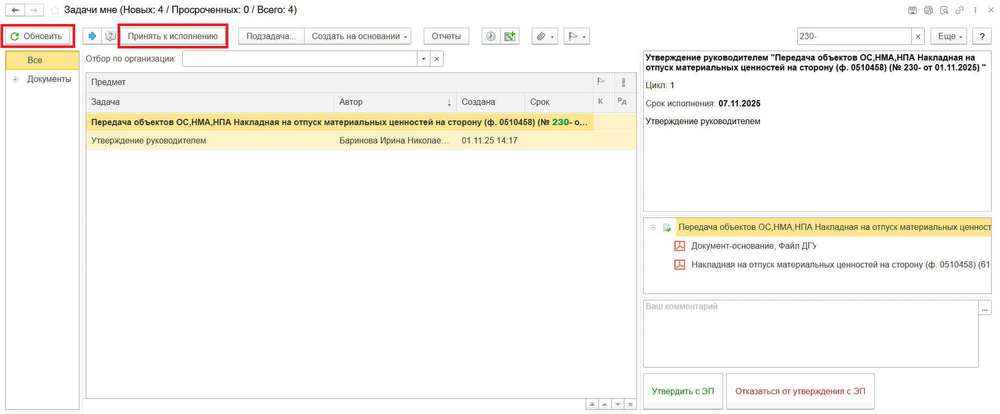 Задачи мне (Новых: 4 / Просроченных: 0 / Всего: 4)
Обновить
Принять к исполнению
Подзадача...
Создать на основании
Отчеты
230-
Еще
?
Все
Документы
Отбор по организации:
Предмет
Задача
Автор
Создана
Срок
К
Рд
Передача объектов ОС,НМА,НПА Накладная на отпуск материальных ценностей на сторону (ф. 0510458) (№ 230- о...
Утверждение руководителем
Баринова Ирина Николае...
01.11.25 14:17
Утверждение руководителем "Передача объектов ОС,НМА,НПА Накладная на
отпуск материальных ценностей на сторону (ф. 0510458) (№ 230- от 01.11.2025) "
Цикл: 1
Срок исполнения: 07.11.2025
Утверждение руководителем
Передача объектов ОС,НМА,НПА Накладная на отпуск материальных ценност
Документ-основание, Файл ДГУ
Накладная на отпуск материальных ценностей на сторону (ф. 0510458) (61
Ваш комментарий
...
Утвердить с ЭП
Отказаться от утверждения с ЭП